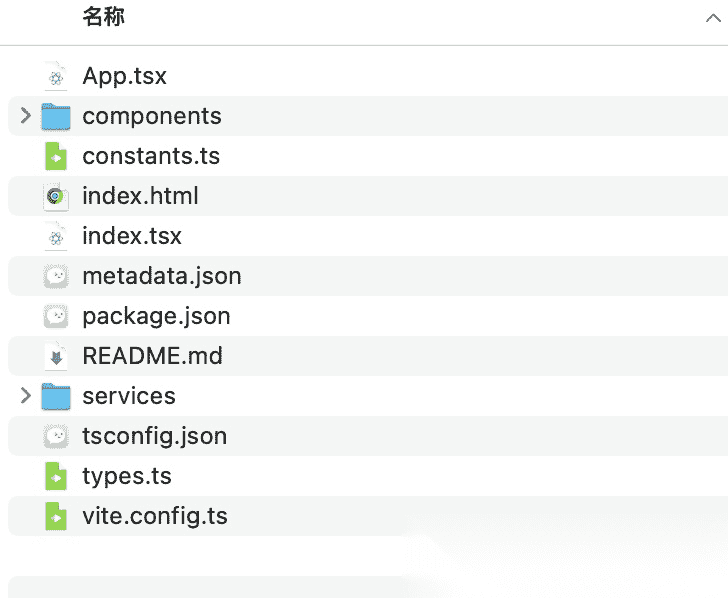 名称
App.tsx
components
constants.ts
index.html
index.tsx
metadata.json
package.json
README.md
services
tsconfig.json
types.ts
vite.config.ts